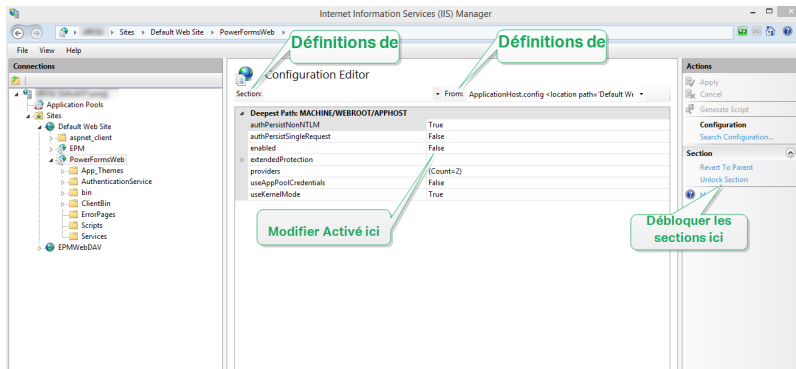 Internet Information Services (IIS) Manager
Sites
Default Web Site
PowerFormsWeb
File View Help
Connections
Application Pools
Sites
Default Web Site
aspnet_client
EPM
PowerFormsWeb
App_Themes
AuthenticationService
bin
ClientBin
ErrorPages
Scripts
Services
EPMWebDAV
Définitions de
Définitions de
Configuration Editor
Section:
From: ApplicationHost.config <location path='Default We
Deepest Path: MACHINE/WEBROOT/APPHOST
authPersistNonNTLM True
authPersistSingleRequest False
enabled False
extendedProtection
providers (Count=2)
useAppPoolCredentials False
useKernelMode True
Modifier Activé ici
Actions
Apply
Cancel
Generate Script
Configuration
Search Configuration...
Section
Revert To Parent
Unlock Section
Débloquer les
sections ici